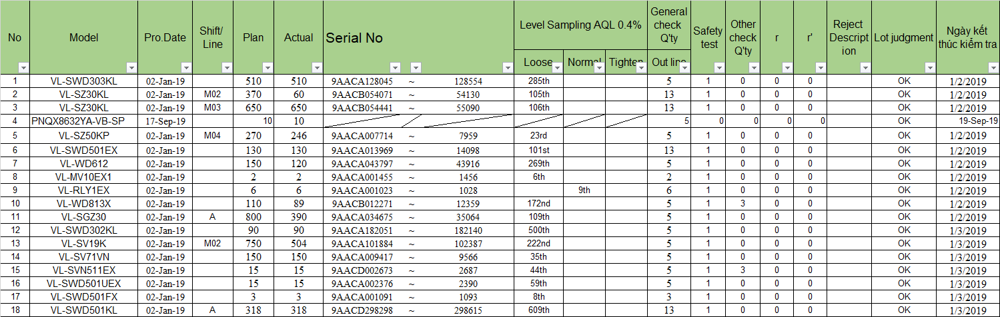 No Model Pro.Date Shift/ Line Plan Actual Serial No Level Sampling AQL 0.4% General check Q'ty Safety test Other check Q'ty r r' Reject Descript ion Lot judgment Ngày kết thúc kiểm tra
Loose Normal Tighten Out line
1 VL-SWD303KL 02-Jan-19 510 510 9AACA128045 ~ 128554 285th 5 1 0 0 0 OK 1/2/2019
2 VL-SZ30KL 02-Jan-19 M02 370 60 9AACB054071 ~ 54130 105th 13 1 0 0 0 OK 1/2/2019
3 VL-SZ30KL 02-Jan-19 M03 650 650 9AACB054441 ~ 55090 106th 13 1 0 0 0 OK 1/2/2019
4 PNQX8632YA-VB-SP 17-Sep-19 10 10 5 0 0 0 0 OK 19-Sep-19
5 VL-SZ50KP 02-Jan-19 M04 270 246 9AACA007714 ~ 7959 23rd 5 1 0 0 0 OK 1/2/2019
6 VL-SWD501EX 02-Jan-19 130 130 9AACA013969 ~ 14098 101st 13 1 0 0 0 OK 1/2/2019
7 VL-WD612 02-Jan-19 150 120 9AACA043797 ~ 43916 269th 5 1 0 0 0 OK 1/2/2019
8 VL-MV10EX1 02-Jan-19 2 2 9AACA001455 ~ 1456 6th 2 1 0 0 0 OK 1/2/2019
9 VL-RLY1EX 02-Jan-19 6 6 9AACA001023 ~ 1028 9th 6 1 0 0 0 OK 1/2/2019
10 VL-WD813X 02-Jan-19 110 89 9AACB012271 ~ 12359 172nd 5 1 3 0 0 OK 1/2/2019
11 VL-SGZ30 02-Jan-19 A 800 390 9AACA034675 ~ 35064 109th 5 1 0 0 0 OK 1/2/2019
12 VL-SWD302KL 02-Jan-19 90 90 9AACA182051 ~ 182140 500th 5 1 0 0 0 OK 1/3/2019
13 VL-SV19K 02-Jan-19 M02 750 504 9AACA101884 ~ 102387 222nd 5 1 0 0 0 OK 1/3/2019
14 VL-SV71VN 02-Jan-19 150 150 9AACA009417 ~ 9566 35th 5 1 0 0 0 OK 1/3/2019
15 VL-SVN511EX 02-Jan-19 15 15 9AACD002673 ~ 2687 44th 5 1 3 0 0 OK 1/3/2019
16 VL-SWD501UEX 02-Jan-19 15 15 9AACA002376 ~ 2390 59th 5 1 0 0 0 OK 1/3/2019
17 VL-SWD501FX 02-Jan-19 3 3 9AACA001091 ~ 1093 8th 3 1 0 0 0 OK 1/3/2019
18 VL-SWD501KL 02-Jan-19 A 318 318 9AACD298298 ~ 298615 609th 13 1 0 0 0 OK 1/3/2019